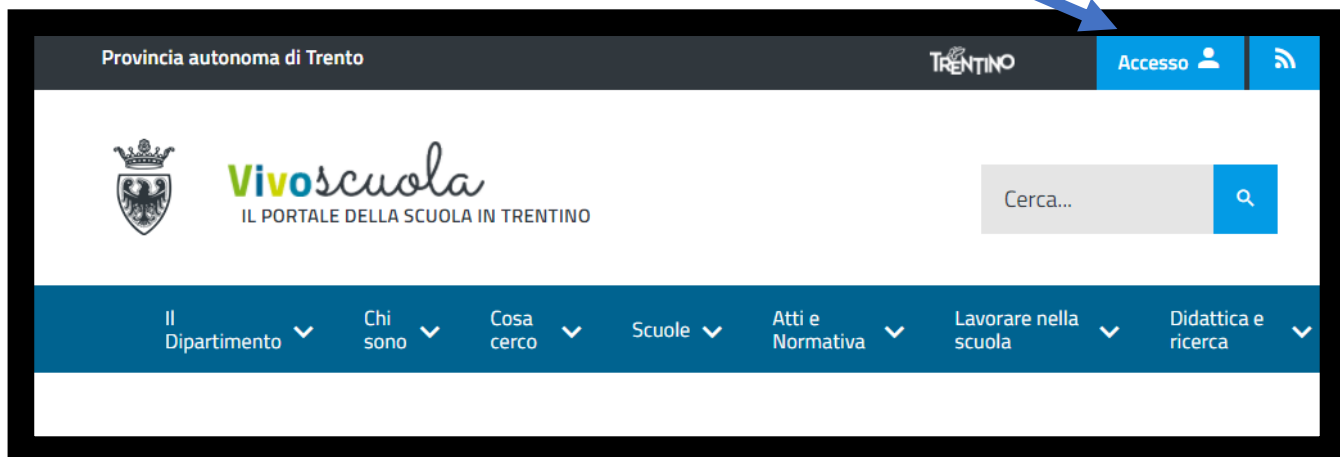 Provincia autonoma di Trento
TRENTINO
Accesso
Vivoscuola
IL PORTALE DELLA SCUOLA IN TRENTINO
Cerca...
Il
Dipartimento
Chi
sono
Cosa
cerco
Scuole
Atti e
Normativa
Lavorare nella
scuola
Didattica e
ricerca